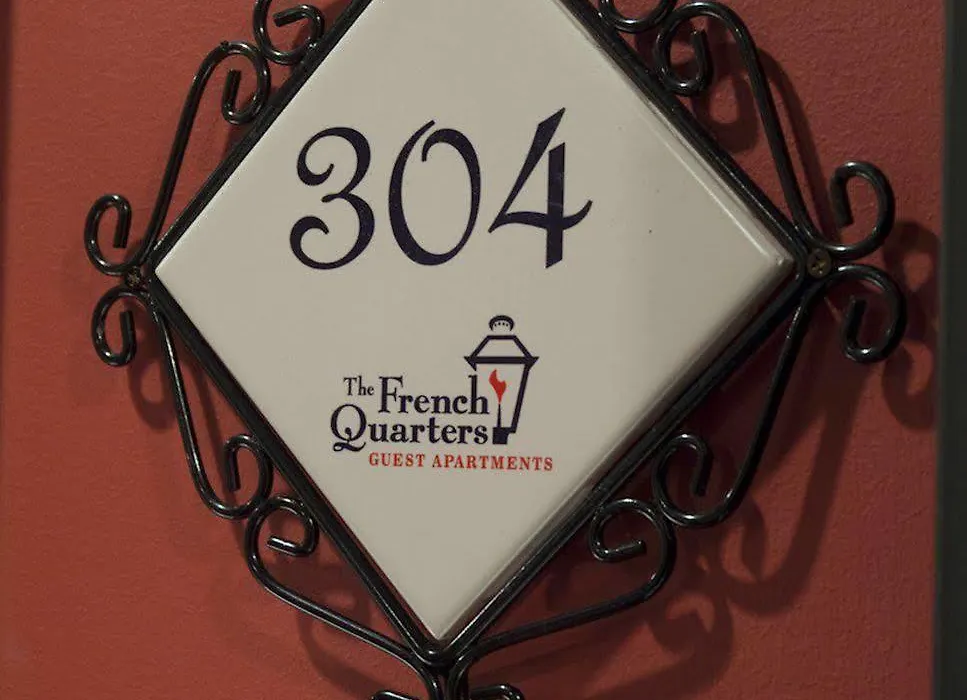 304
The French
Quarters
GUEST APARTMENTS